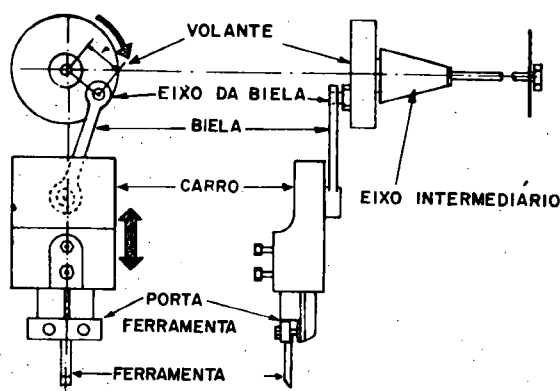 VOLANTE
r
EIXO DA BIELA
BIELA
CARRO
EIXO INTERMEDIÁRIO
PORTA
FERRAMENTA
FERRAMENTA